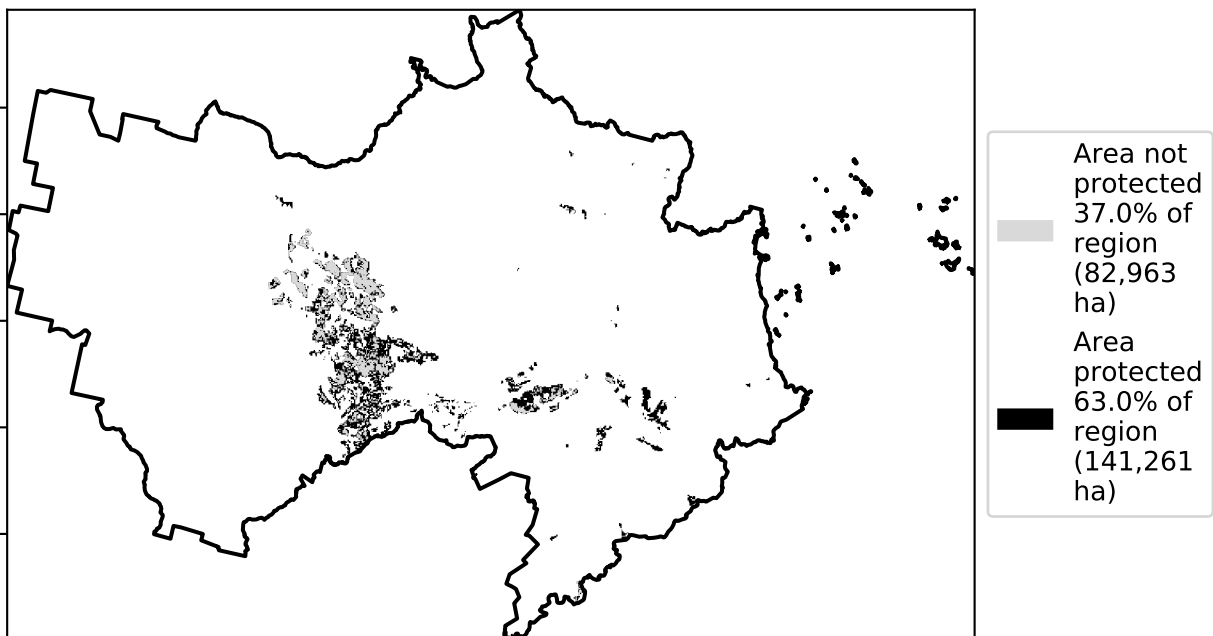 Area not
protected
37.0% of
region
(82,963
ha)
Area
protected
63.0% of
region
(141,261
ha)